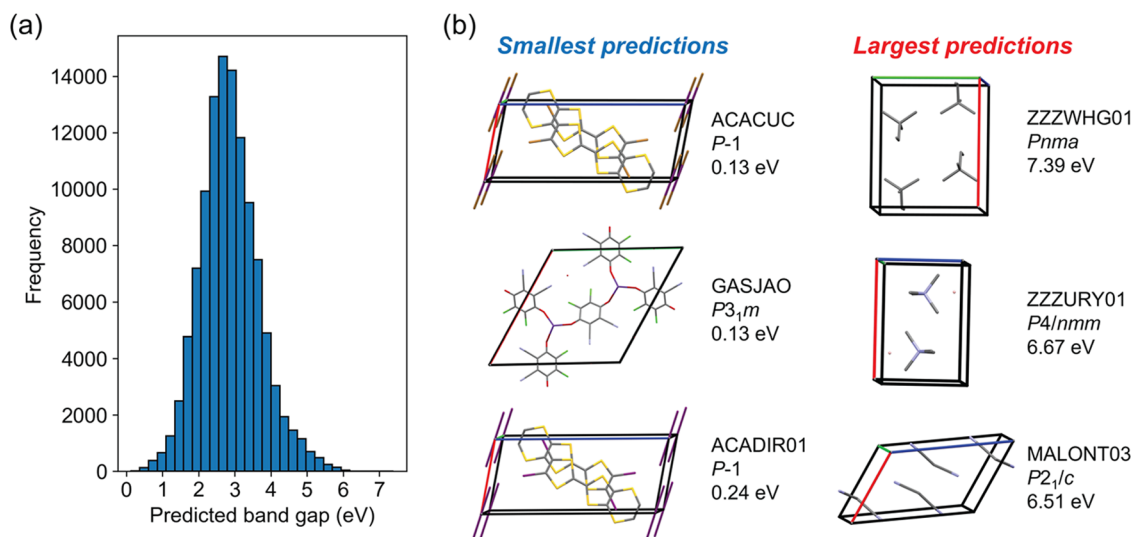 (a)
14000
12000
10000
8000
6000
4000
2000
0
Frequency
0 1 2 3 4 5 6 7
Predicted band gap (eV)
(b)
Smallest predictions
ACACUC
P-1
0.13 eV
GASJAO
P3₁m
0.13 eV
ACADIR01
P-1
0.24 eV
Largest predictions
ZZZWHG01
Pnma
7.39 eV
ZZZURY01
P4/nmm
6.67 eV
MALONT03
P2₁/c
6.51 eV